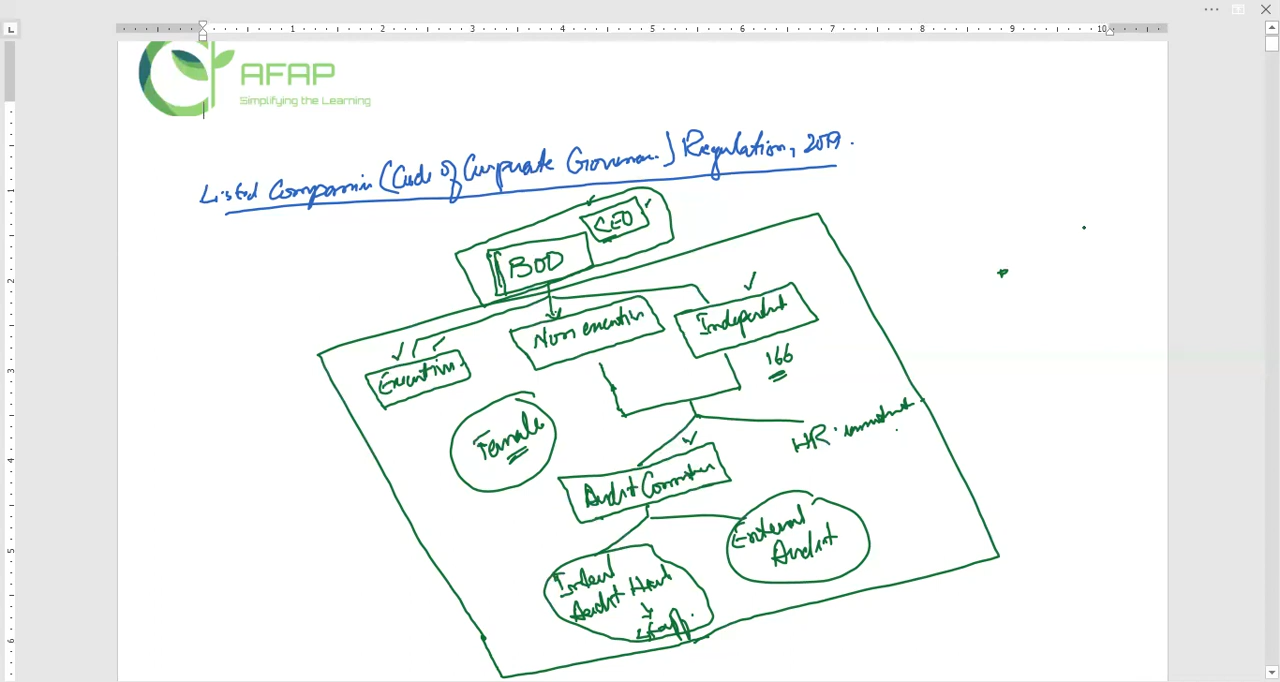 AFAP
Simplifying the Learning
Listed Companies (Code of Corporate Governance) Regulation, 2019.
CEO
BOD
Non executive
Independent
166
Executive
Female
HR
Audit Committee
External
Audit
Internal
Audit Head
staff